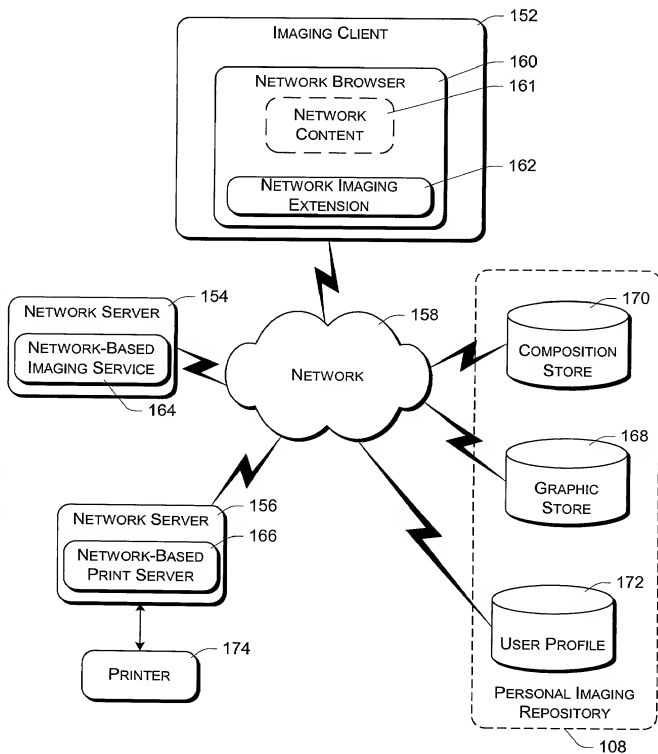 IMAGING CLIENT
152
NETWORK BROWSER
160
161
NETWORK
CONTENT
162
NETWORK IMAGING
EXTENSION
154
NETWORK SERVER
NETWORK-BASED
IMAGING SERVICE
164
158
NETWORK
170
COMPOSITION
STORE
168
GRAPHIC
STORE
156
NETWORK SERVER
166
NETWORK-BASED
PRINT SERVER
174
PRINTER
172
USER PROFILE
PERSONAL IMAGING
REPOSITORY
108